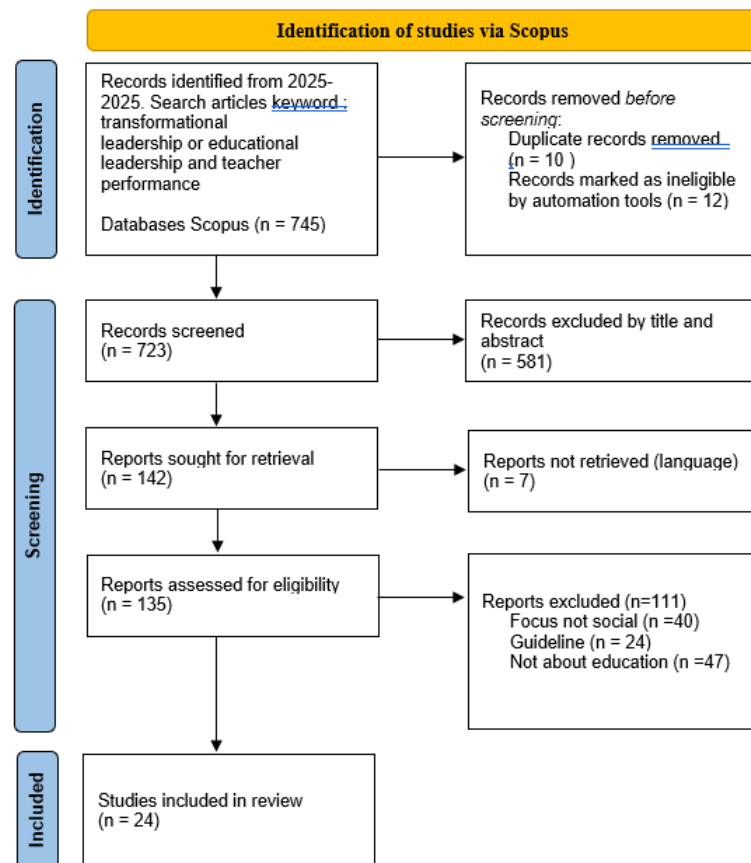 Identification of studies via Scopus
Identification
Records identified from 2025-
2025. Search articles keyword :
transformational
leadership or educational
leadership and teacher
performance
Databases Scopus (n = 745)
Records removed before
screening:
Duplicate records removed
(n = 10 )
Records marked as ineligible
by automation tools (n = 12)
Screening
Records screened
(n = 723)
Records excluded by title and
abstract
(n = 581)
Reports sought for retrieval
(n = 142)
Reports not retrieved (language)
(n = 7)
Reports assessed for eligibility
(n = 135)
Reports excluded (n=111)
Focus not social (n =40)
Guideline (n = 24)
Not about education (n =47)
Included
Studies included in review
(n = 24)